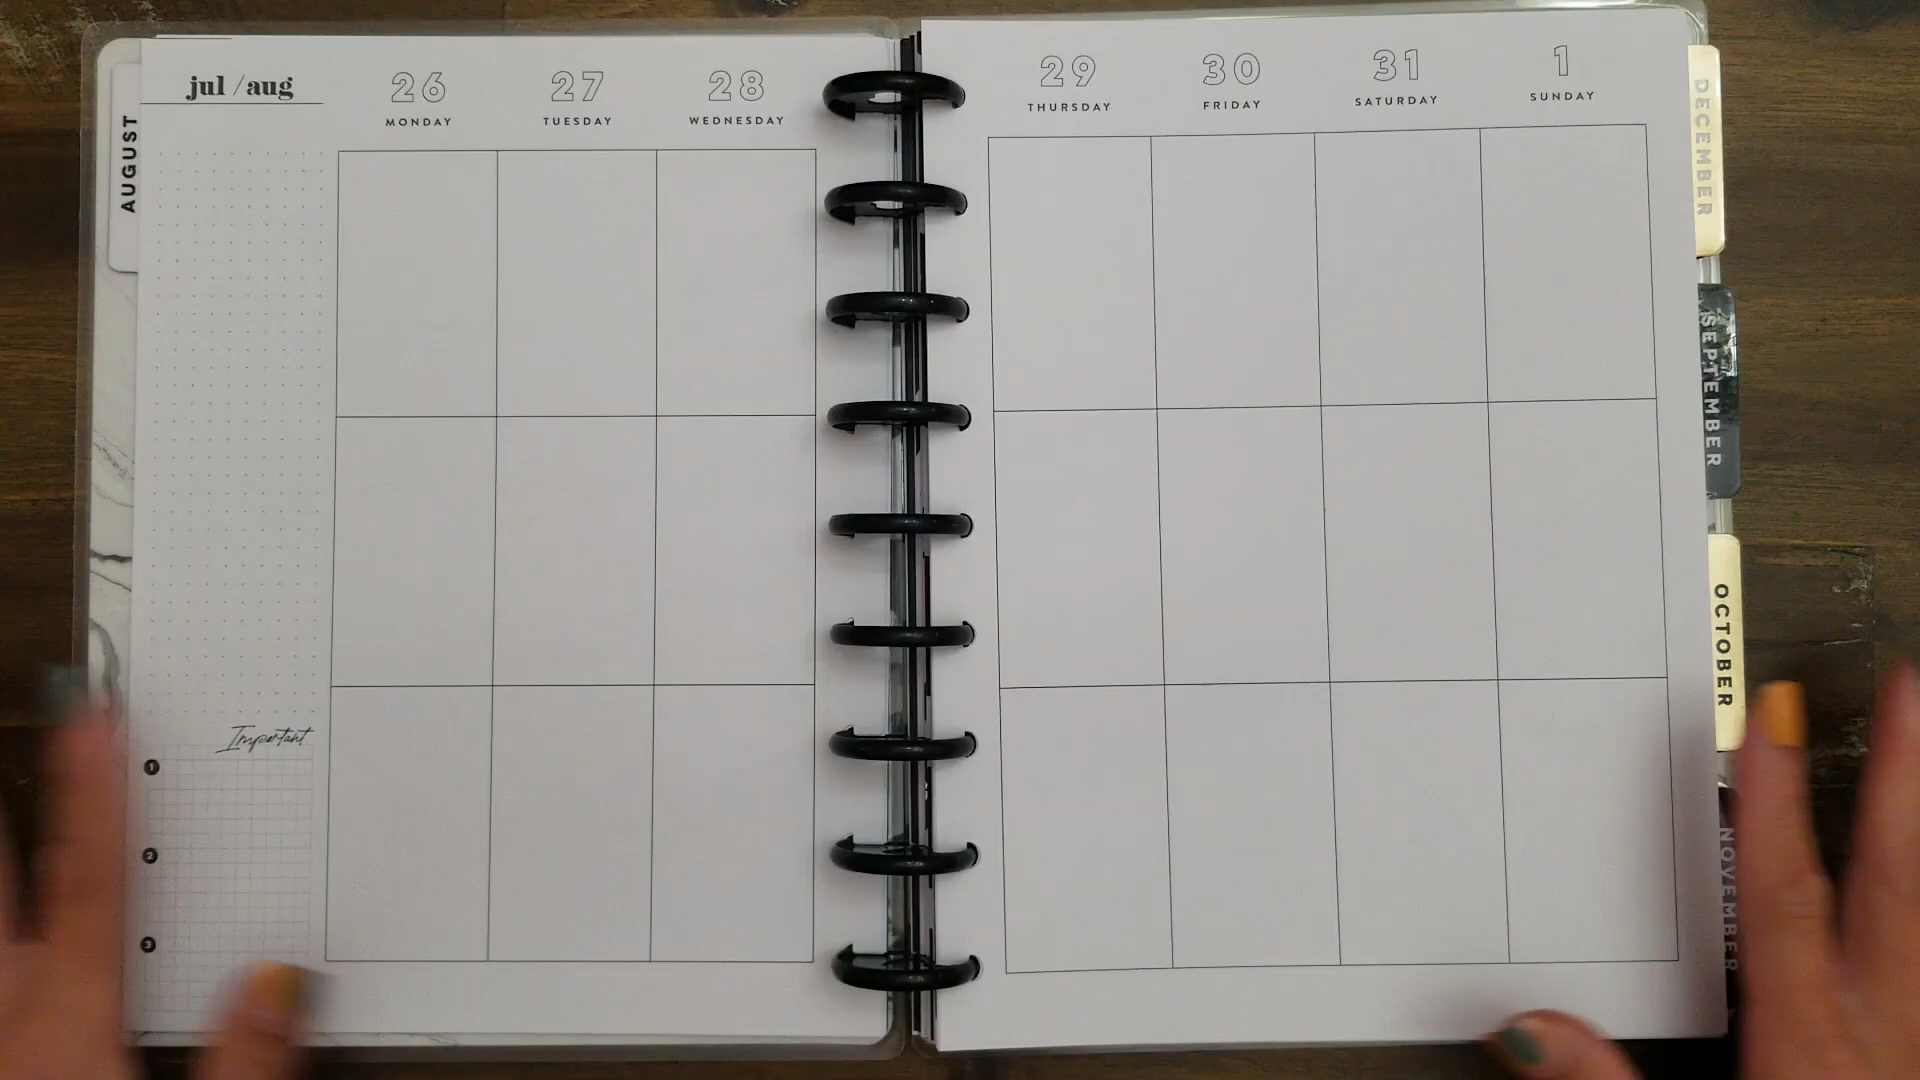 jul / aug
26
MONDAY
27
TUESDAY
28
WEDNESDAY
29
THURSDAY
30
FRIDAY
31
SATURDAY
1
SUNDAY
AUGUST
Important
1
2
3
DECEMBER
SEPTEMBER
OCTOBER
NOVEMBER